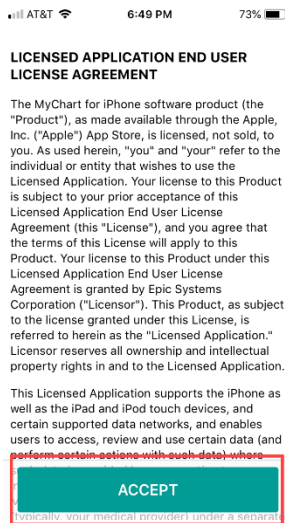 AT&T 6:49 PM 73%
LICENSED APPLICATION END USER
LICENSE AGREEMENT
The MyChart for iPhone software product (the
"Product"), as made available through the Apple,
Inc. ("Apple") App Store, is licensed, not sold, to
you. As used herein, "you" and "your" refer to the
individual or entity that wishes to use the
Licensed Application. Your license to this Product
is subject to your prior acceptance of this
Licensed Application End User License
Agreement (this "License"), and you agree that
the terms of this License will apply to this
Product. Your license to this Product under this
Licensed Application End User License
Agreement is granted by Epic Systems
Corporation ("Licensor"). This Product, as subject
to the license granted under this License, is
referred to herein as the "Licensed Application."
Licensor reserves all ownership and intellectual
property rights in and to the Licensed Application.
This Licensed Application supports the iPhone as
well as the iPad and iPod touch devices, and
certain supported data networks, and enables
users to access, review and use certain data (and
perform certain actions with such data) where
ACCEPT
(typically, your medical provider) under a separate